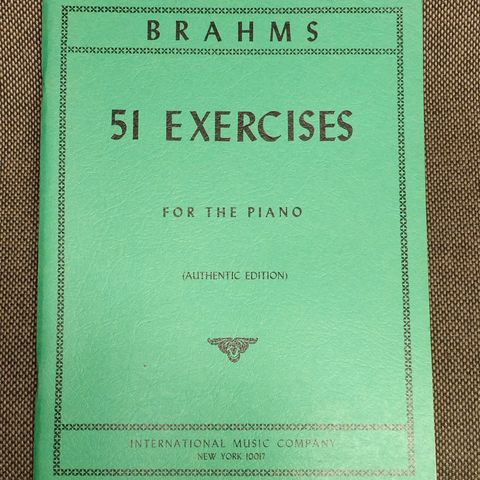 BRAHMS
51 EXERCISES
FOR THE PIANO
(AUTHENTIC EDITION)
INTERNATIONAL MUSIC COMPANY
NEW YORK 10017